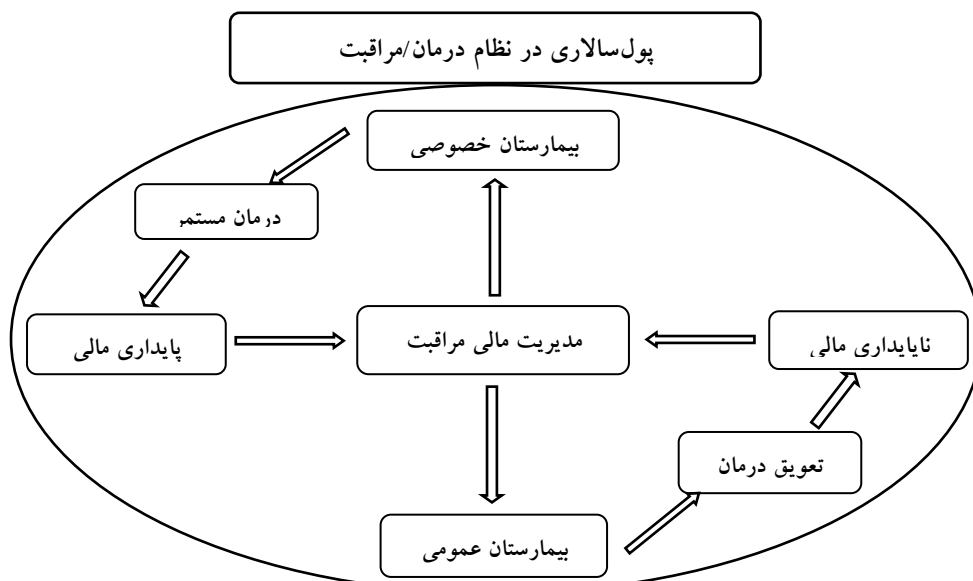 پول‌سالاری در نظام درمان/مراقبت
بیمارستان خصوصی
درمان مستمر
پایداری مالی
مدیریت مالی مراقبت
ناپایداری مالی
تعویق درمان
بیمارستان عمومی